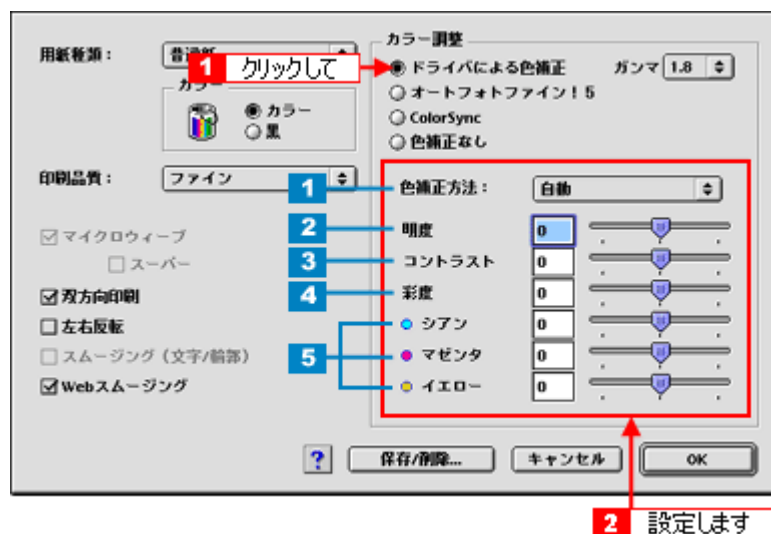 カラー調整
用紙種類：
普通紙
1 クリックして
ドライバによる色補正
ガンマ 1.8
カラー
オートフォトファイン！5
カラー
ColorSync
黒
色補正なし
印刷品質：
ファイン
1 色補正方法： 自動
2 明度 0
マイクロウィーブ
3 コントラスト 0
スーパー
4 彩度 0
双方向印刷
シアン 0
左右反転
5 マゼンタ 0
スムージング（文字/輪郭）
イエロー 0
Webスムージング
? 保存/削除... キャンセル OK
2 設定します